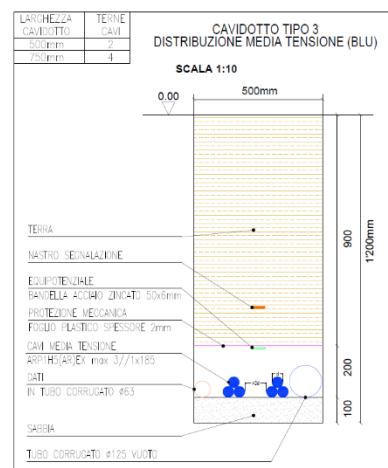 LARGHEZZA CAVIDOTTO TERNE CAVI
500mm 2
750mm 4
CAVIDOTTO TIPO 3
DISTRIBUZIONE MEDIA TENSIONE (BLU)
SCALA 1:10
0.00
500mm
TERRA
NASTRO SEGNALAZIONE
EQUIPOTENZIALE
BANDELLA ACCIAIO ZINCATO 50x6mm
PROTEZIONE MECCANICA
FOGLIO PLASTICO SPESSORE 2mm
CAVI MEDIA TENSIONE
ARP1H5(AR)EX max 3//1x185
DATI
IN TUBO CORRUGATO ø63
SABBIA
TUBO CORRUGATO ø125 VUOTO
900
1'200mm
200
100